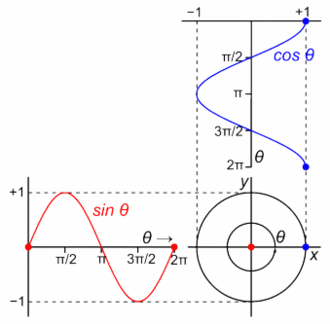 −1 +1
π/2
cos θ
π
3π/2
2π θ
y
+1
sin θ
θ →
θ
π/2 π 3π/2 2π
x
−1